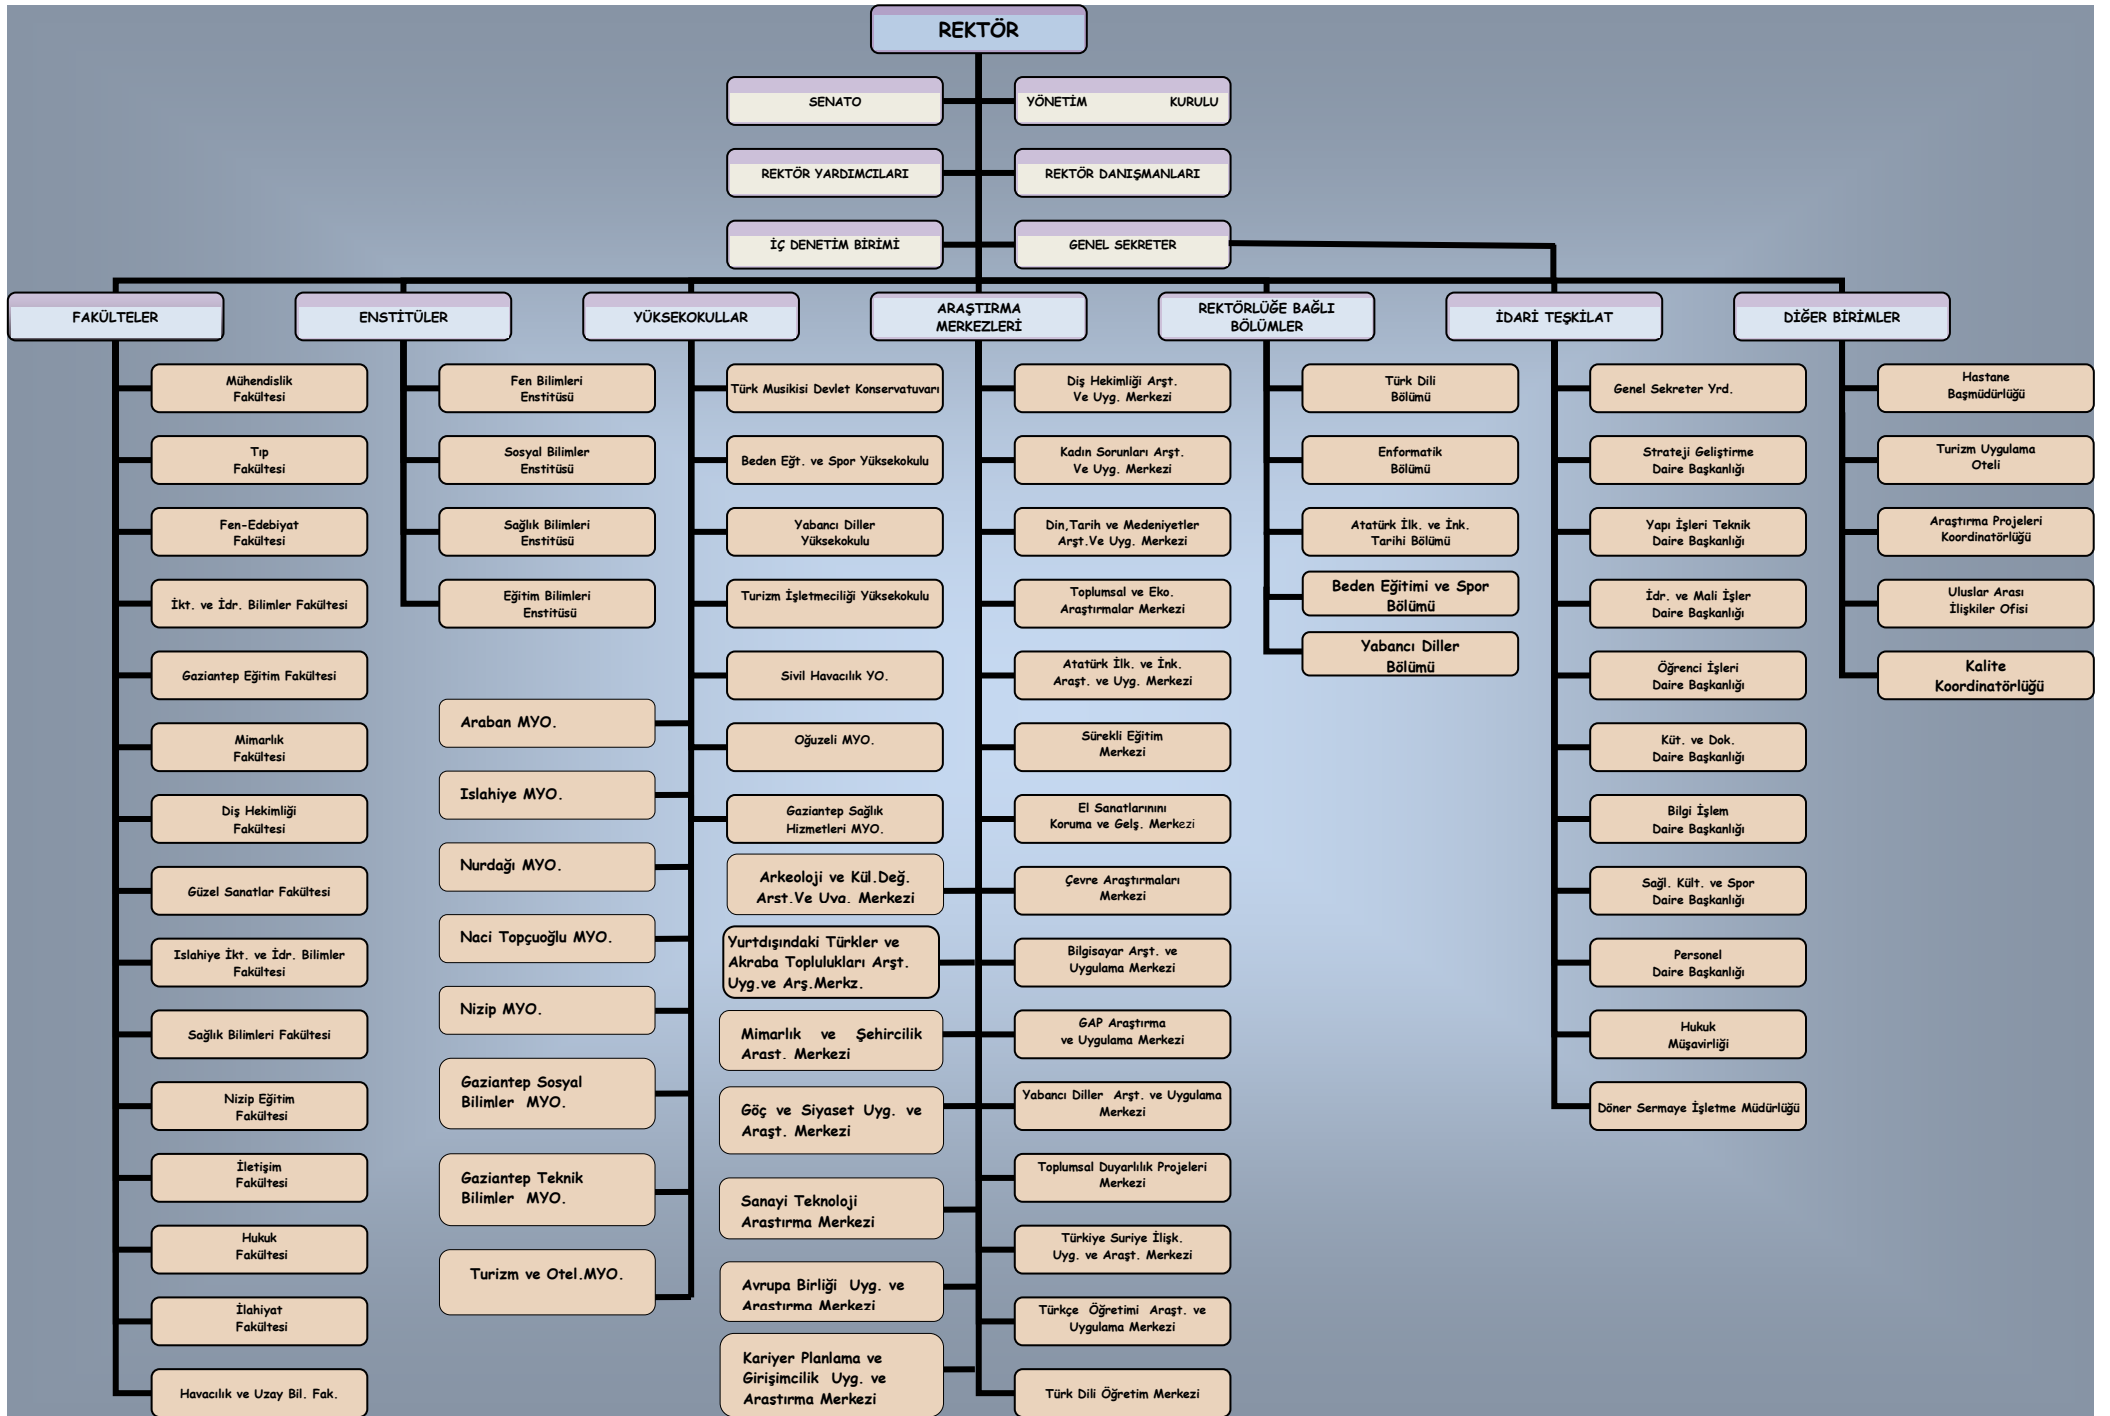 REKTÖR
SENATO
YÖNETİM KURULU
REKTÖR YARDIMCILARI
REKTÖR DANIŞMANLARI
İÇ DENETİM BİRİMİ
GENEL SEKRETER
FAKÜLTELER
ENSTİTÜLER
YÜKSEKOKULLAR
ARAŞTIRMA
MERKEZLERİ
REKTÖRLÜĞE BAĞLI
BÖLÜMLER
İDARİ TEŞKİLAT
DİĞER BİRİMLER
Mühendislik
Fakültesi
Tıp
Fakültesi
Fen-Edebiyat
Fakültesi
İkt. ve İdr. Bilimler Fakültesi
Gaziantep Eğitim Fakültesi
Mimarlık
Fakültesi
Diş Hekimliği
Fakültesi
Güzel Sanatlar Fakültesi
Islahiye İkt. ve İdr. Bilimler
Fakültesi
Sağlık Bilimleri Fakültesi
Nizip Eğitim
Fakültesi
İletişim
Fakültesi
Hukuk
Fakültesi
İlahiyat
Fakültesi
Havacılık ve Uzay Bil. Fak.
Fen Bilimleri
Enstitüsü
Sosyal Bilimler
Enstitüsü
Sağlık Bilimleri
Enstitüsü
Eğitim Bilimleri
Enstitüsü
Türk Musikisi Devlet Konservatuvarı
Beden Eğt. ve Spor Yüksekokulu
Yabancı Diller
Yüksekokulu
Turizm İşletmeciliği Yüksekokulu
Sivil Havacılık YO.
Oğuzeli MYO.
Gaziantep Sağlık
Hizmetleri MYO.
Araban MYO.
Islahiye MYO.
Nurdağı MYO.
Naci Topçuoğlu MYO.
Nizip MYO.
Gaziantep Sosyal
Bilimler MYO.
Gaziantep Teknik
Bilimler MYO.
Turizm ve Otel.MYO.
Diş Hekimliği Arşt.
Ve Uyg. Merkezi
Kadın Sorunları Arşt.
Ve Uyg. Merkezi
Din,Tarih ve Medeniyetler
Arşt.Ve Uyg. Merkezi
Toplumsal ve Eko.
Araştırmalar Merkezi
Atatürk İlk. ve İnk.
Araşt. ve Uyg. Merkezi
Sürekli Eğitim
Merkezi
El Sanatlarınını
Koruma ve Gelş. Merkezi
Çevre Araştırmaları
Merkezi
Bilgisayar Arşt. ve
Uygulama Merkezi
GAP Araştırma
ve Uygulama Merkezi
Yabancı Diller Arşt. ve Uygulama
Merkezi
Toplumsal Duyarlılık Projeleri
Merkezi
Türkiye Suriye İlişk.
Uyg. ve Araşt. Merkezi
Türkçe Öğretimi Araşt. ve
Uygulama Merkezi
Türk Dili Öğretim Merkezi
Arkeoloji ve Kül.Değ.
Arşt.Ve Uyg. Merkezi
Yurtdışındaki Türkler ve
Akraba Toplulukları Arşt.
Uyg.ve Arş.Merkz.
Mimarlık ve Şehircilik
Araşt. Merkezi
Göç ve Siyaset Uyg. ve
Araşt. Merkezi
Sanayi Teknoloji
Araştırma Merkezi
Avrupa Birliği Uyg. ve
Araştırma Merkezi
Kariyer Planlama ve
Girişimcilik Uyg. ve
Araştırma Merkezi
Türk Dili
Bölümü
Enformatik
Bölümü
Atatürk İlk. ve İnk.
Tarihi Bölümü
Beden Eğitimi ve Spor
Bölümü
Yabancı Diller
Bölümü
Genel Sekreter Yrd.
Strateji Geliştirme
Daire Başkanlığı
Yapı İşleri Teknik
Daire Başkanlığı
İdr. ve Mali İşler
Daire Başkanlığı
Öğrenci İşleri
Daire Başkanlığı
Küt. ve Dok.
Daire Başkanlığı
Bilgi İşlem
Daire Başkanlığı
Sağl. Kült. ve Spor
Daire Başkanlığı
Personel
Daire Başkanlığı
Hukuk
Müşavirliği
Döner Sermaye İşletme Müdürlüğü
Hastane
Başmüdürlüğü
Turizm Uygulama
Oteli
Araştırma Projeleri
Koordinatörlüğü
Uluslar Arası
İlişkiler Ofisi
Kalite
Koordinatörlüğü